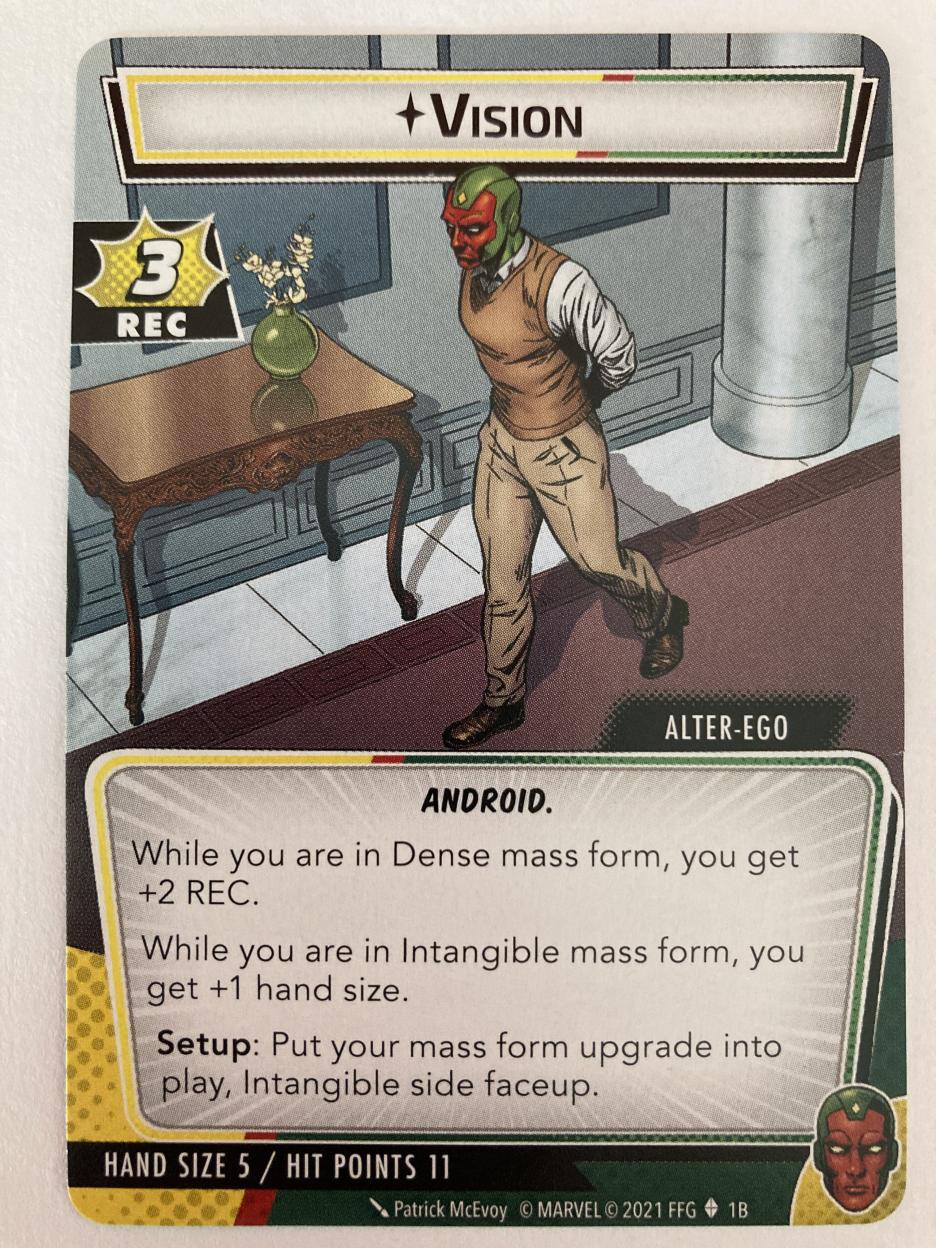 VISION
3
REC
ALTER-EGO
ANDROID.
While you are in Dense mass form, you get
+2 REC.
While you are in Intangible mass form, you
get +1 hand size.
Setup: Put your mass form upgrade into
play, Intangible side faceup.
HAND SIZE 5 / HIT POINTS 11
Patrick McEvoy © MARVEL © 2021 FFG 1B